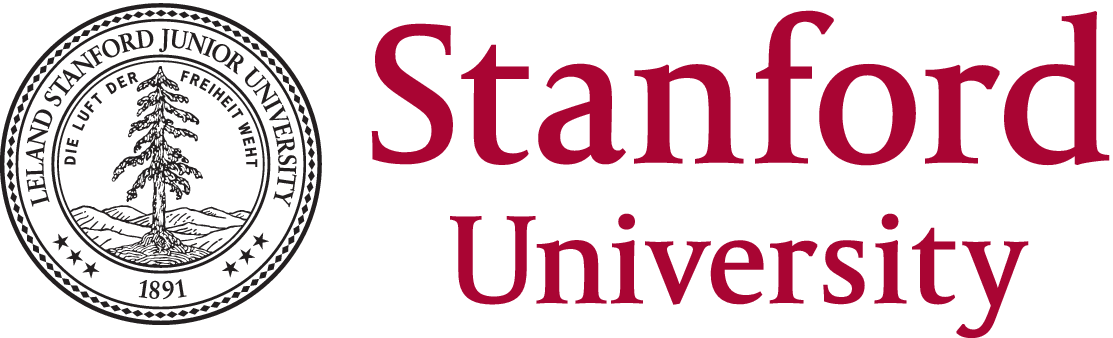 LELAND STANFORD JUNIOR UNIVERSITY
DIE LUFT DER FREIHEIT WEHT
1891
Stanford
University